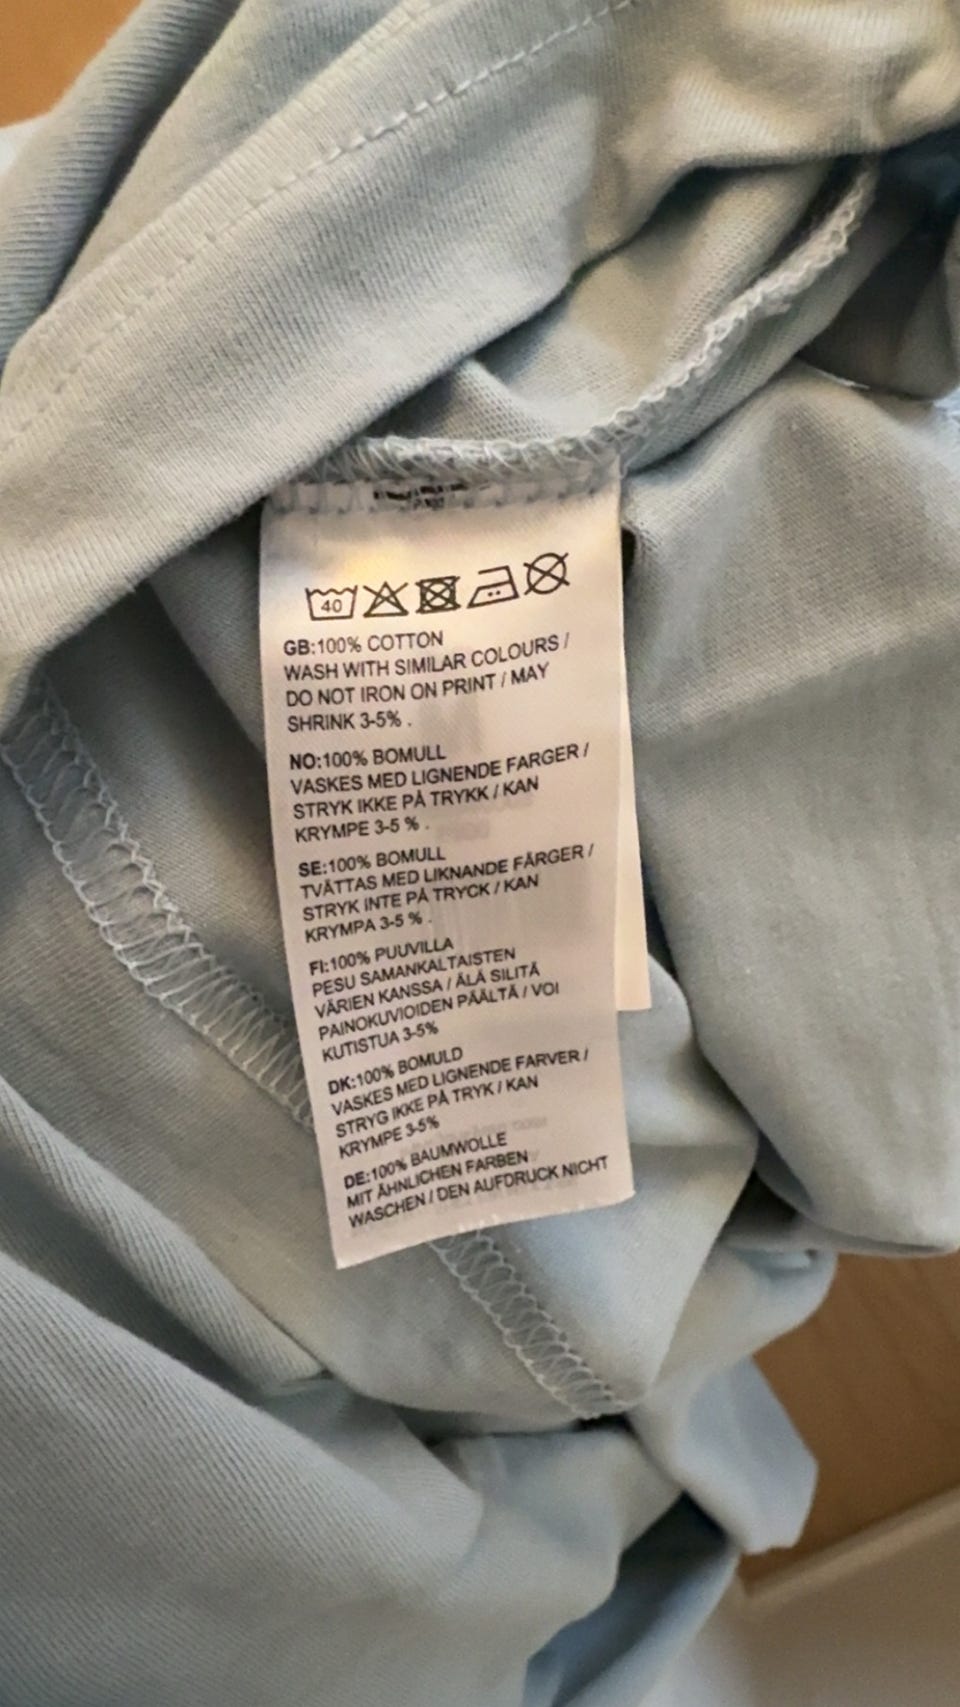 40
GB:100% COTTON
WASH WITH SIMILAR COLOURS /
DO NOT IRON ON PRINT / MAY
SHRINK 3-5% .
NO:100% BOMULL
VASKES MED LIGNENDE FARGER /
STRYK IKKE PÅ TRYKK / KAN
KRYMPE 3-5 % .
SE:100% BOMULL
TVÄTTAS MED LIKNANDE FÄRGER /
STRYK INTE PÅ TRYCK / KAN
KRYMPA 3-5 % .
FI:100% PUUVILLA
PESU SAMANKALTAISTEN
VÄRIEN KANSSA / ÄLÄ SILITÄ
PAINOKUVIOIDEN PÄÄLTÄ / VOI
KUTISTUA 3-5%
DK:100% BOMULD
VASKES MED LIGNENDE FARVER /
STRYG IKKE PÅ TRYK / KAN
KRYMPE 3-5%
DE:100% BAUMWOLLE
MIT ÄHNLICHEN FARBEN
WASCHEN / DEN AUFDRUCK NICHT